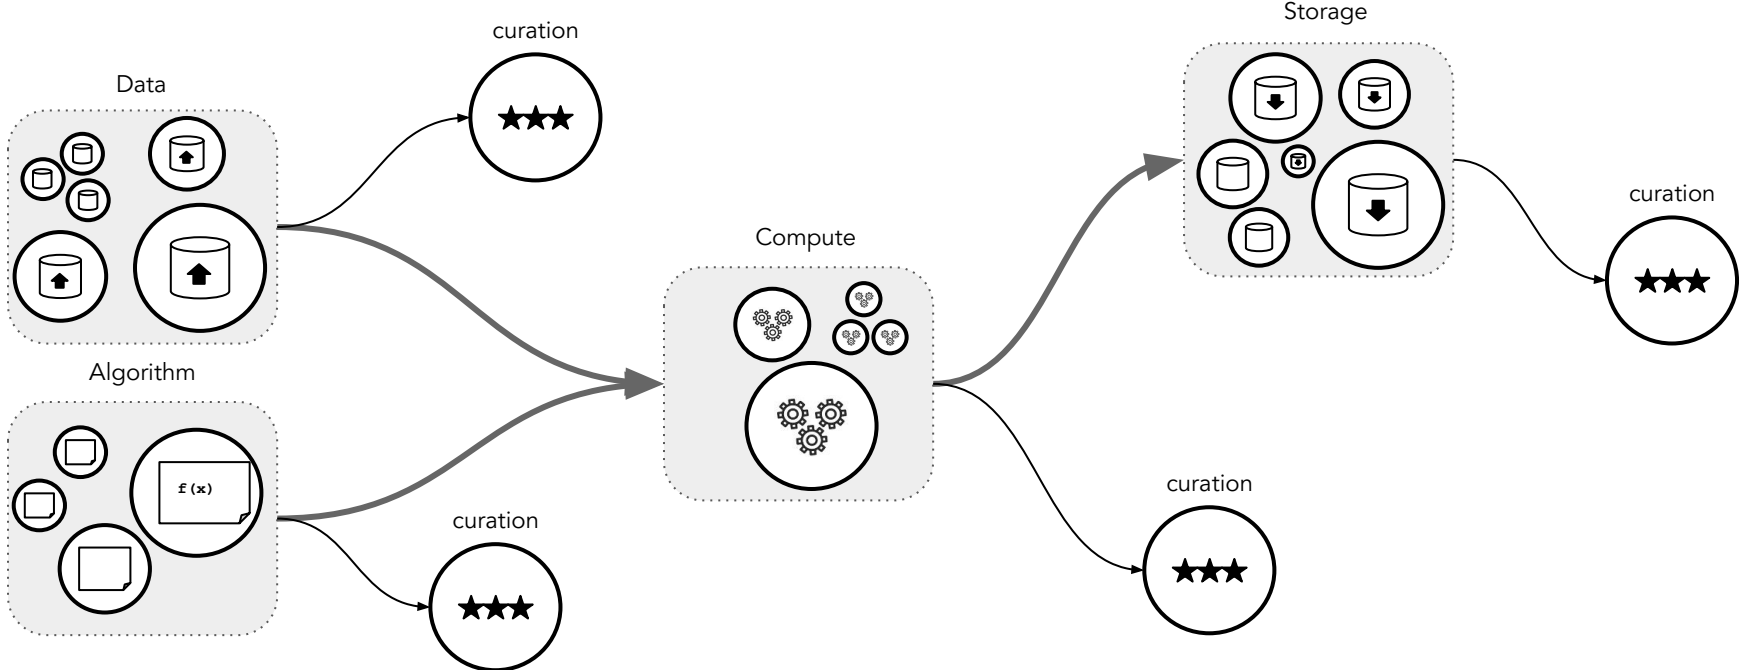 Storage
curation
Data
curation
Compute
Algorithm
f(x)
curation
curation